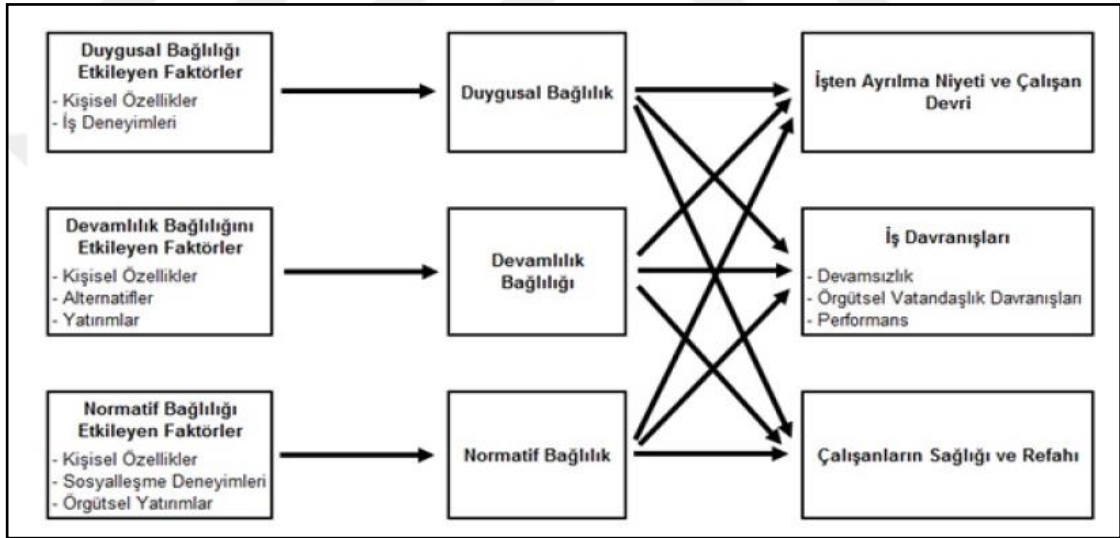 Duygusal Bağlılığı
Etkileyen Faktörler
- Kişisel Özellikler
- İş Deneyimleri
Duygusal Bağlılık
İşten Ayrılma Niyeti ve Çalışan
Devri
Devamlılık Bağlılığını
Etkileyen Faktörler
- Kişisel Özellikler
- Alternatifler
- Yatırımlar
Devamlılık
Bağlılığı
İş Davranışları
- Devamsızlık
- Örgütsel Vatandaşlık Davranışları
- Performans
Normatif Bağlılığı
Etkileyen Faktörler
- Kişisel Özellikler
- Sosyalleşme Deneyimleri
- Örgütsel Yatırımlar
Normatif Bağlılık
Çalışanların Sağlığı ve Refahı